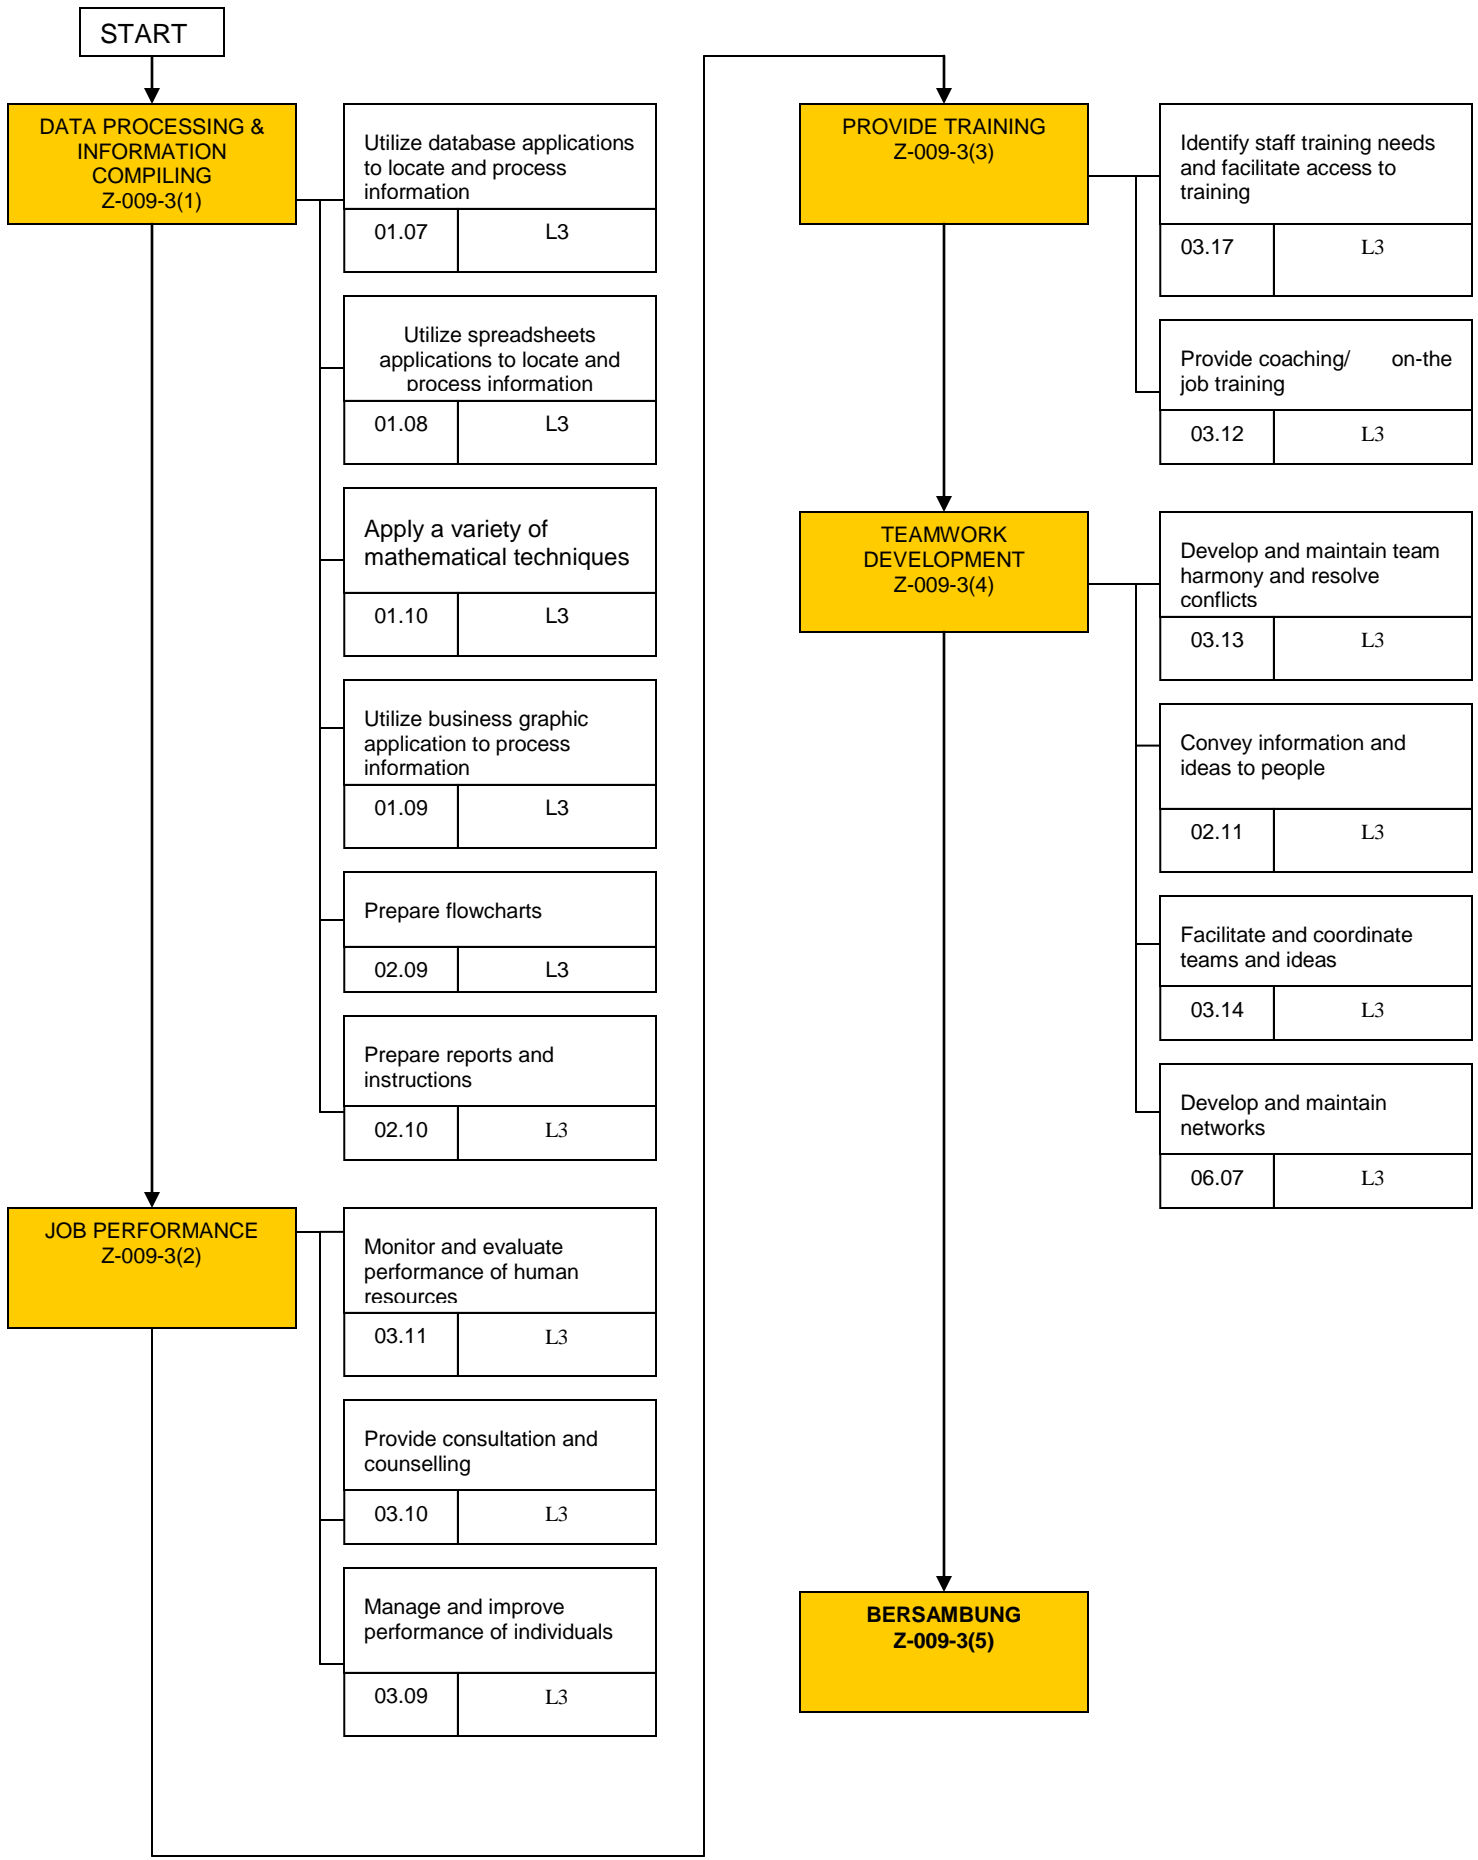 START
DATA PROCESSING &
INFORMATION
COMPILING
Z-009-3(1)
Utilize database applications
to locate and process
information
01.07 L3
Utilize spreadsheets
applications to locate and
process information
01.08 L3
Apply a variety of
mathematical techniques
01.10 L3
Utilize business graphic
application to process
information
01.09 L3
Prepare flowcharts
02.09 L3
Prepare reports and
instructions
02.10 L3
JOB PERFORMANCE
Z-009-3(2)
Monitor and evaluate
performance of human
resources
03.11 L3
Provide consultation and
counselling
03.10 L3
Manage and improve
performance of individuals
03.09 L3
PROVIDE TRAINING
Z-009-3(3)
Identify staff training needs
and facilitate access to
training
03.17 L3
Provide coaching/ on-the
job training
03.12 L3
TEAMWORK
DEVELOPMENT
Z-009-3(4)
Develop and maintain team
harmony and resolve
conflicts
03.13 L3
Convey information and
ideas to people
02.11 L3
Facilitate and coordinate
teams and ideas
03.14 L3
Develop and maintain
networks
06.07 L3
BERSAMBUNG
Z-009-3(5)